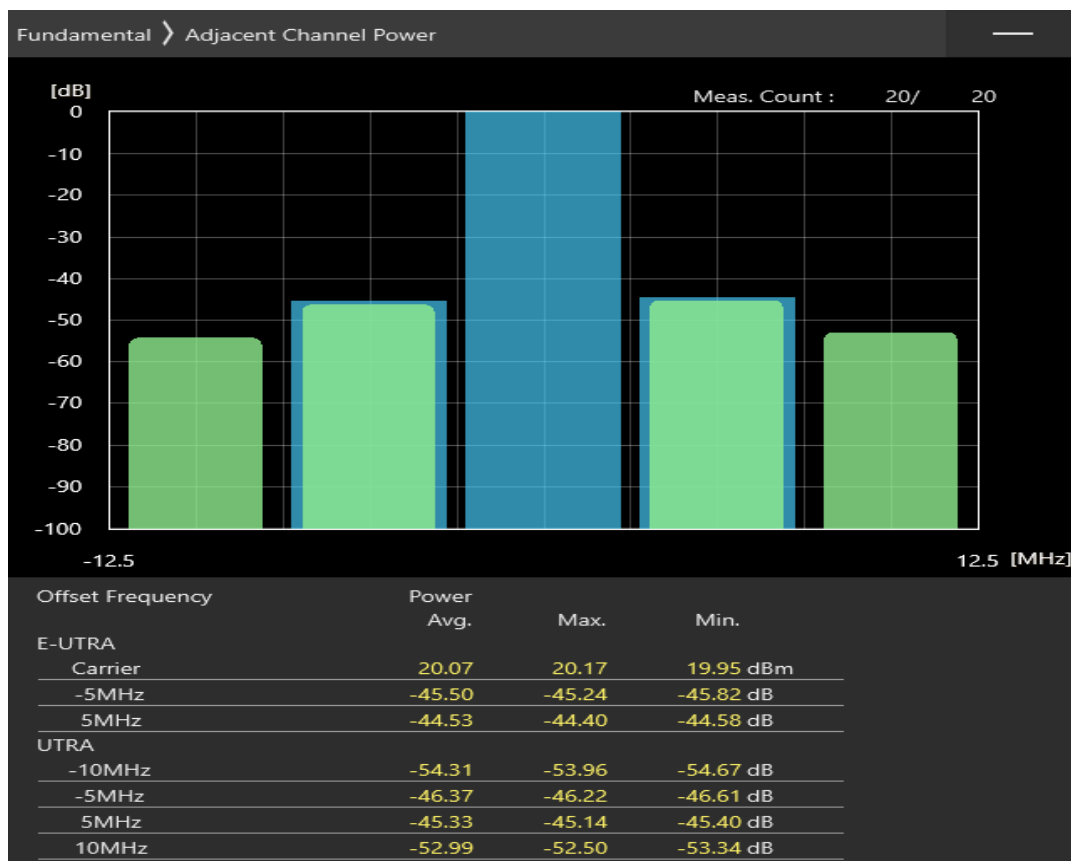 Fundamental ❯ Adjacent Channel Power
[dB]
Meas. Count : 20/ 20
0
-10
-20
-30
-40
-50
-60
-70
-80
-90
-100
-12.5 12.5 [MHz]
Offset Frequency Power
Avg. Max. Min.
E-UTRA
Carrier 20.07 20.17 19.95 dBm
-5MHz -45.50 -45.24 -45.82 dB
5MHz -44.53 -44.40 -44.58 dB
UTRA
-10MHz -54.31 -53.96 -54.67 dB
-5MHz -46.37 -46.22 -46.61 dB
5MHz -45.33 -45.14 -45.40 dB
10MHz -52.99 -52.50 -53.34 dB